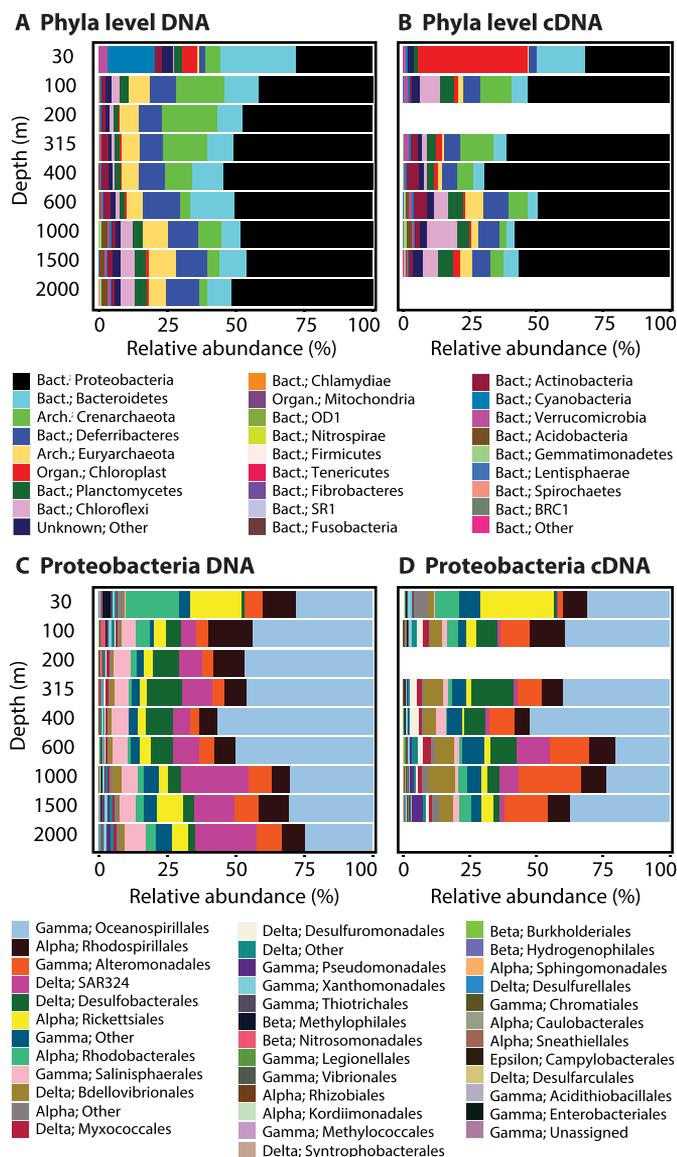 A Phyla level DNA
B Phyla level cDNA
Depth (m)
30
100
200
315
400
600
1000
1500
2000
0 25 50 75 100
0 25 50 75 100
Relative abundance (%)
Relative abundance (%)
Bact.; Proteobacteria
Bact.; Bacteroidetes
Arch.; Crenarchaeota
Bact.; Deferribacteres
Arch.; Euryarchaeota
Organ.; Chloroplast
Bact.; Planctomycetes
Bact.; Chloroflexi
Unknown; Other
Bact.; Chlamydiae
Organ.; Mitochondria
Bact.; OD1
Bact.; Nitrospirae
Bact.; Firmicutes
Bact.; Tenericutes
Bact.; Fibrobacteres
Bact.; SR1
Bact.; Fusobacteria
Bact.; Actinobacteria
Bact.; Cyanobacteria
Bact.; Verrucomicrobia
Bact.; Acidobacteria
Bact.; Gemmatimonadetes
Bact.; Lentisphaerae
Bact.; Spirochaetes
Bact.; BRC1
Bact.; Other
C Proteobacteria DNA
D Proteobacteria cDNA
Depth (m)
30
100
200
315
400
600
1000
1500
2000
0 25 50 75 100
0 25 50 75 100
Relative abundance (%)
Relative abundance (%)
Gamma; Oceanospirillales
Alpha; Rhodospirillales
Gamma; Alteromonadales
Delta; SAR324
Delta; Desulfobacterales
Alpha; Rickettsiales
Gamma; Other
Alpha; Rhodobacterales
Gamma; Salinisphaerales
Delta; Bdellovibrionales
Alpha; Other
Delta; Myxococcales
Delta; Desulfuromonadales
Delta; Other
Gamma; Pseudomonadales
Gamma; Xanthomonadales
Gamma; Thiotrichales
Beta; Methylophilales
Beta; Nitrosomonadales
Gamma; Legionellales
Gamma; Vibrionales
Alpha; Rhizobiales
Alpha; Kordiimonadales
Gamma; Methylococcales
Delta; Syntrophobacterales
Beta; Burkholderiales
Beta; Hydrogenophilales
Alpha; Sphingomonadales
Delta; Desulfurellales
Gamma; Chromatiales
Alpha; Caulobacterales
Alpha; Sneathiellales
Epsilon; Campylobacterales
Delta; Desulfarculales
Gamma; Acidithiobacillales
Gamma; Enterobacteriales
Gamma; Unassigned